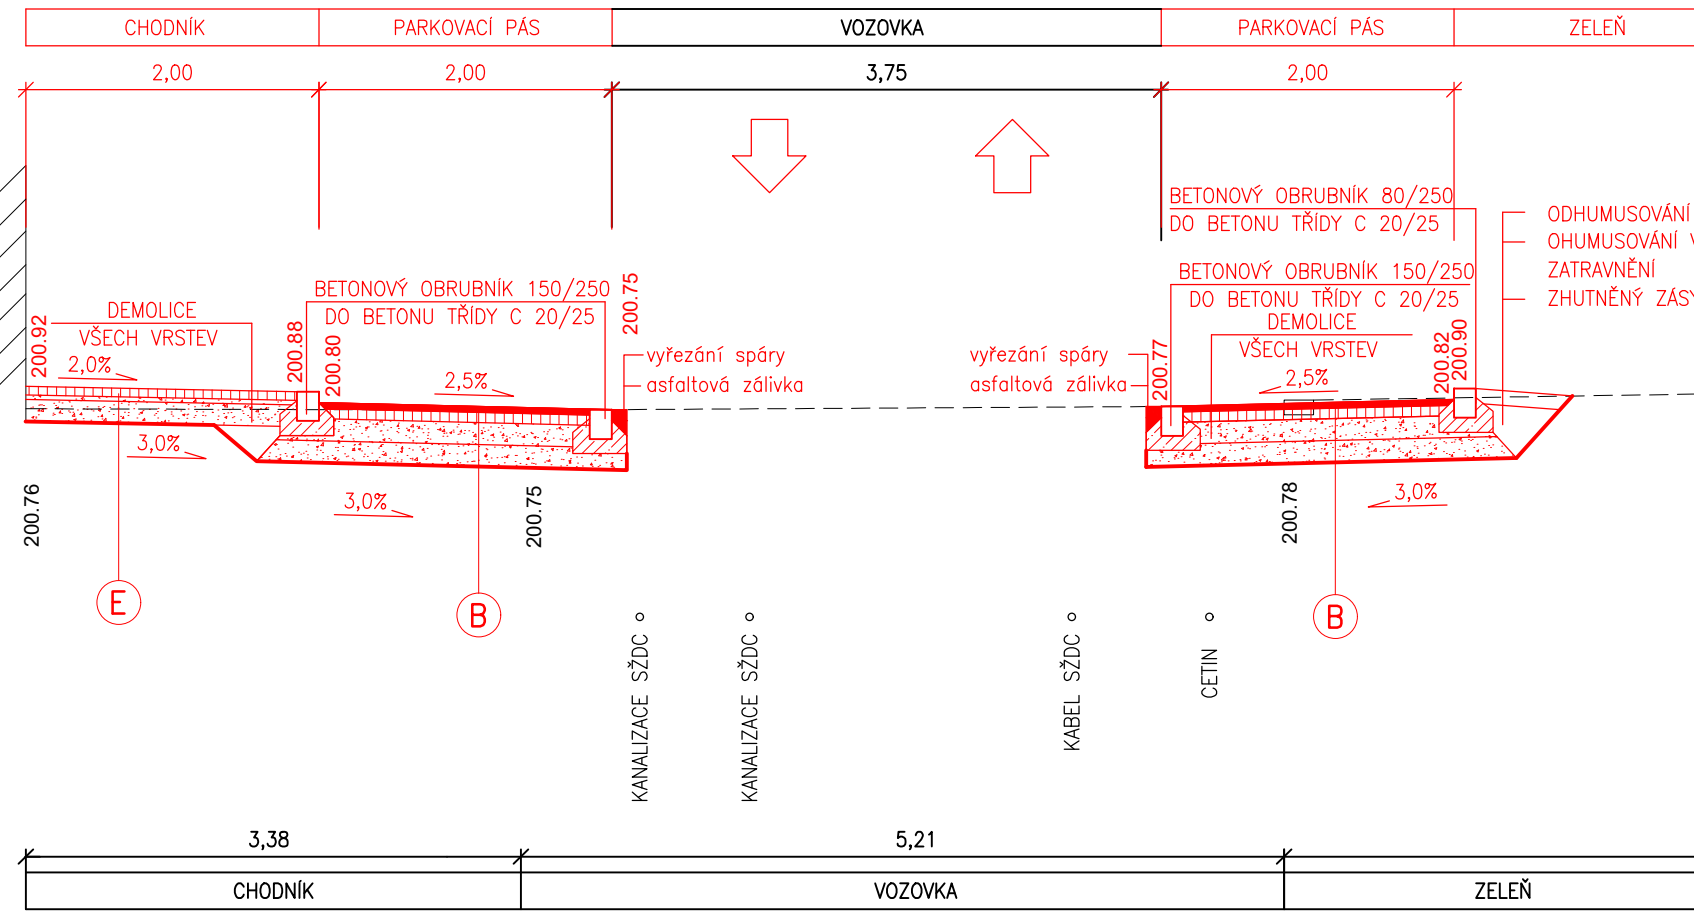 CHODNÍK
PARKOVACÍ PÁS
VOZOVKA
PARKOVACÍ PÁS
ZELEŇ
2,00
2,00
3,75
2,00
BETONOVÝ OBRUBNÍK 80/250
DO BETONU TŘÍDY C 20/25
ODHUMUSOVÁNÍ
OHUMUSOVÁNÍ
ZATRAVNĚNÍ
BETONOVÝ OBRUBNÍK 150/250
DO BETONU TŘÍDY C 20/25
DEMOLICE
VŠECH VRSTEV
200.92
2,0%
200.88
BETONOVÝ OBRUBNÍK 150/250
DO BETONU TŘÍDY C 20/25
200.80
200.75
2,5%
vyřezání spáry
asfaltová zálivka
vyřezání spáry
asfaltová zálivka
200.77
DEMOLICE
VŠECH VRSTEV
2,5%
200.82
200.90
ZHUTNĚNÝ
3,0%
3,0%
3,0%
200.76
200.75
200.78
E
B
B
KANALIZACE SŽDC
KANALIZACE SŽDC
KABEL SŽDC
CETIN
3,38
5,21
CHODNÍK
VOZOVKA
ZELEŇ